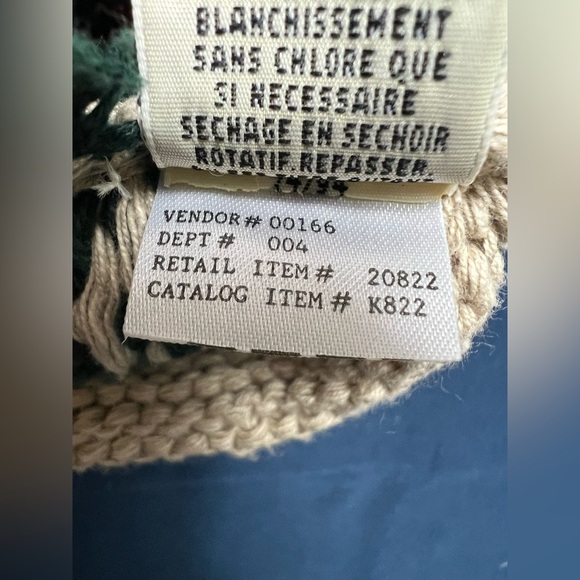 BLANCHISSEMENT
SANS CHLORE QUE
SI NECESSAIRE
SECHAGE EN SECHOIR
ROTATIF. REPASSER.
VENDOR# 00166
DEPT # 004
RETAIL ITEM# 20822
CATALOG ITEM# K822